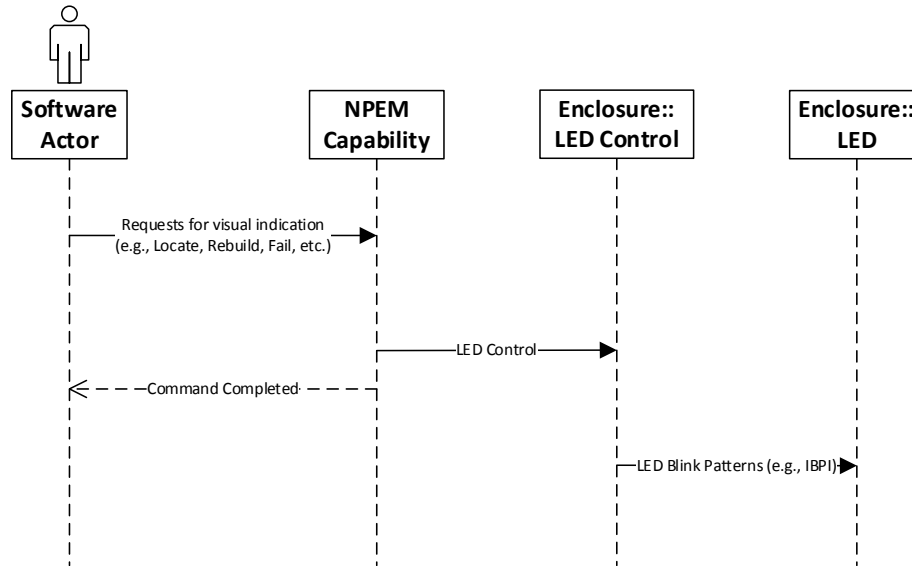 Software
Actor
NPEM
Capability
Enclosure::
LED Control
Enclosure::
LED
Requests for visual indication
(e.g., Locate, Rebuild, Fail, etc.)
LED Control
Command Completed
LED Blink Patterns (e.g., IBPI)